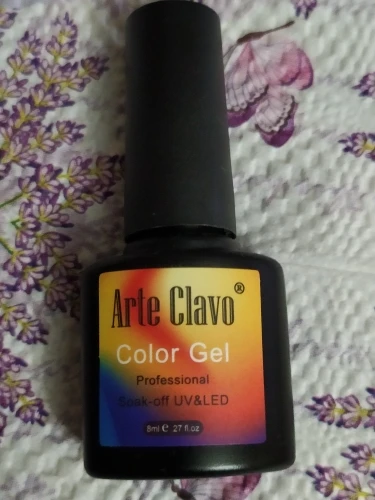 Arte Clavo®
Color Gel
Professional
Soak-off UV&LED
8ml e .27 fl.oz